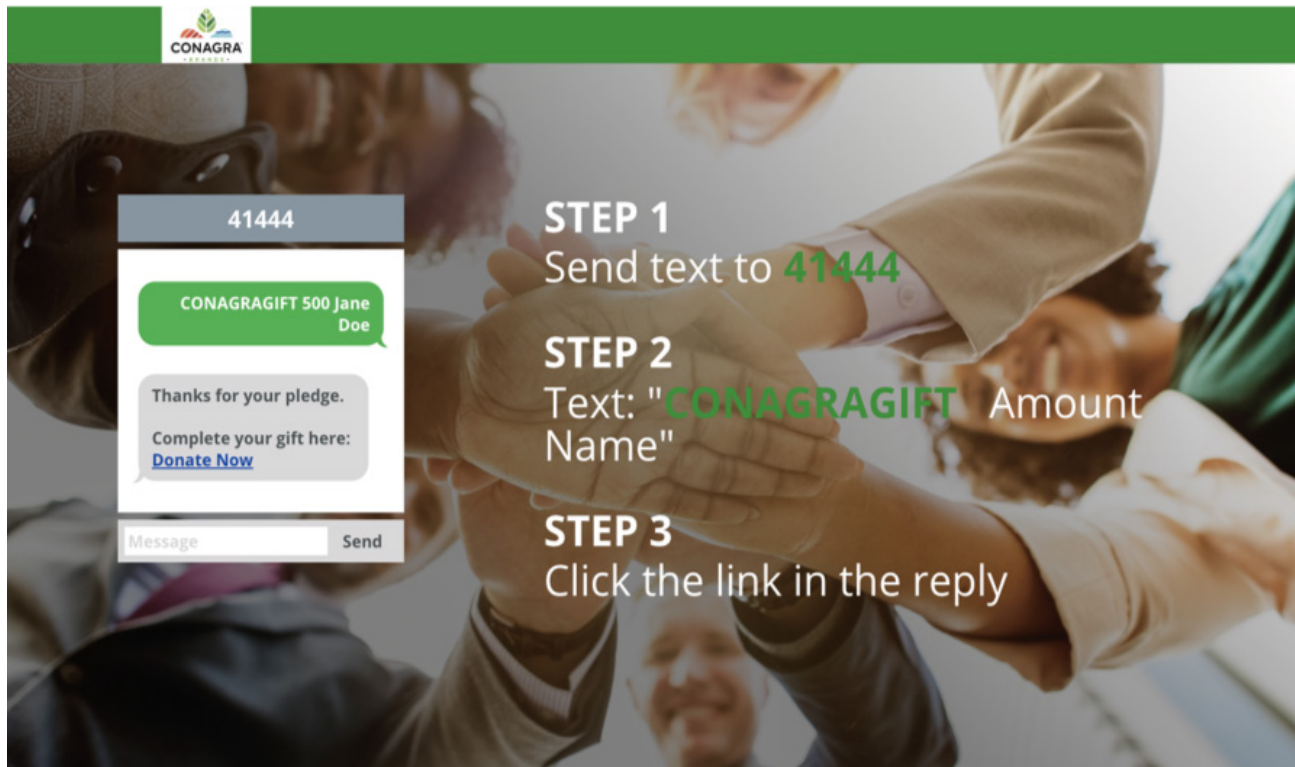 CONAGRA
BRANDS
41444
CONAGRAGIFT 500 Jane
Doe
Thanks for your pledge.
Complete your gift here:
Donate Now
Message
Send
STEP 1
Send text to 41444
STEP 2
Text: "CONAGRAGIFT Amount
Name"
STEP 3
Click the link in the reply